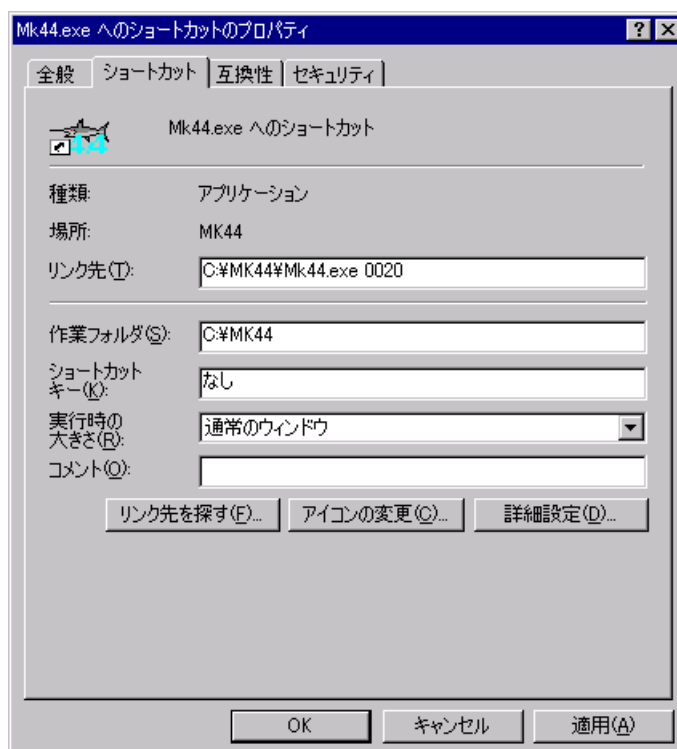 Mk44.exe へのショートカットのプロパティ
全般 ショートカット 互換性 セキュリティ
44
Mk44.exe へのショートカット
種類: アプリケーション
場所: MK44
リンク先(T): C:¥MK44¥Mk44.exe 0020
作業フォルダ(S): C:¥MK44
ショートカット
キー(K): なし
実行時の
大きさ(R): 通常のウィンドウ
コメント(O):
リンク先を探す(F)... アイコンの変更(C)... 詳細設定(D)...
OK キャンセル 適用(A)